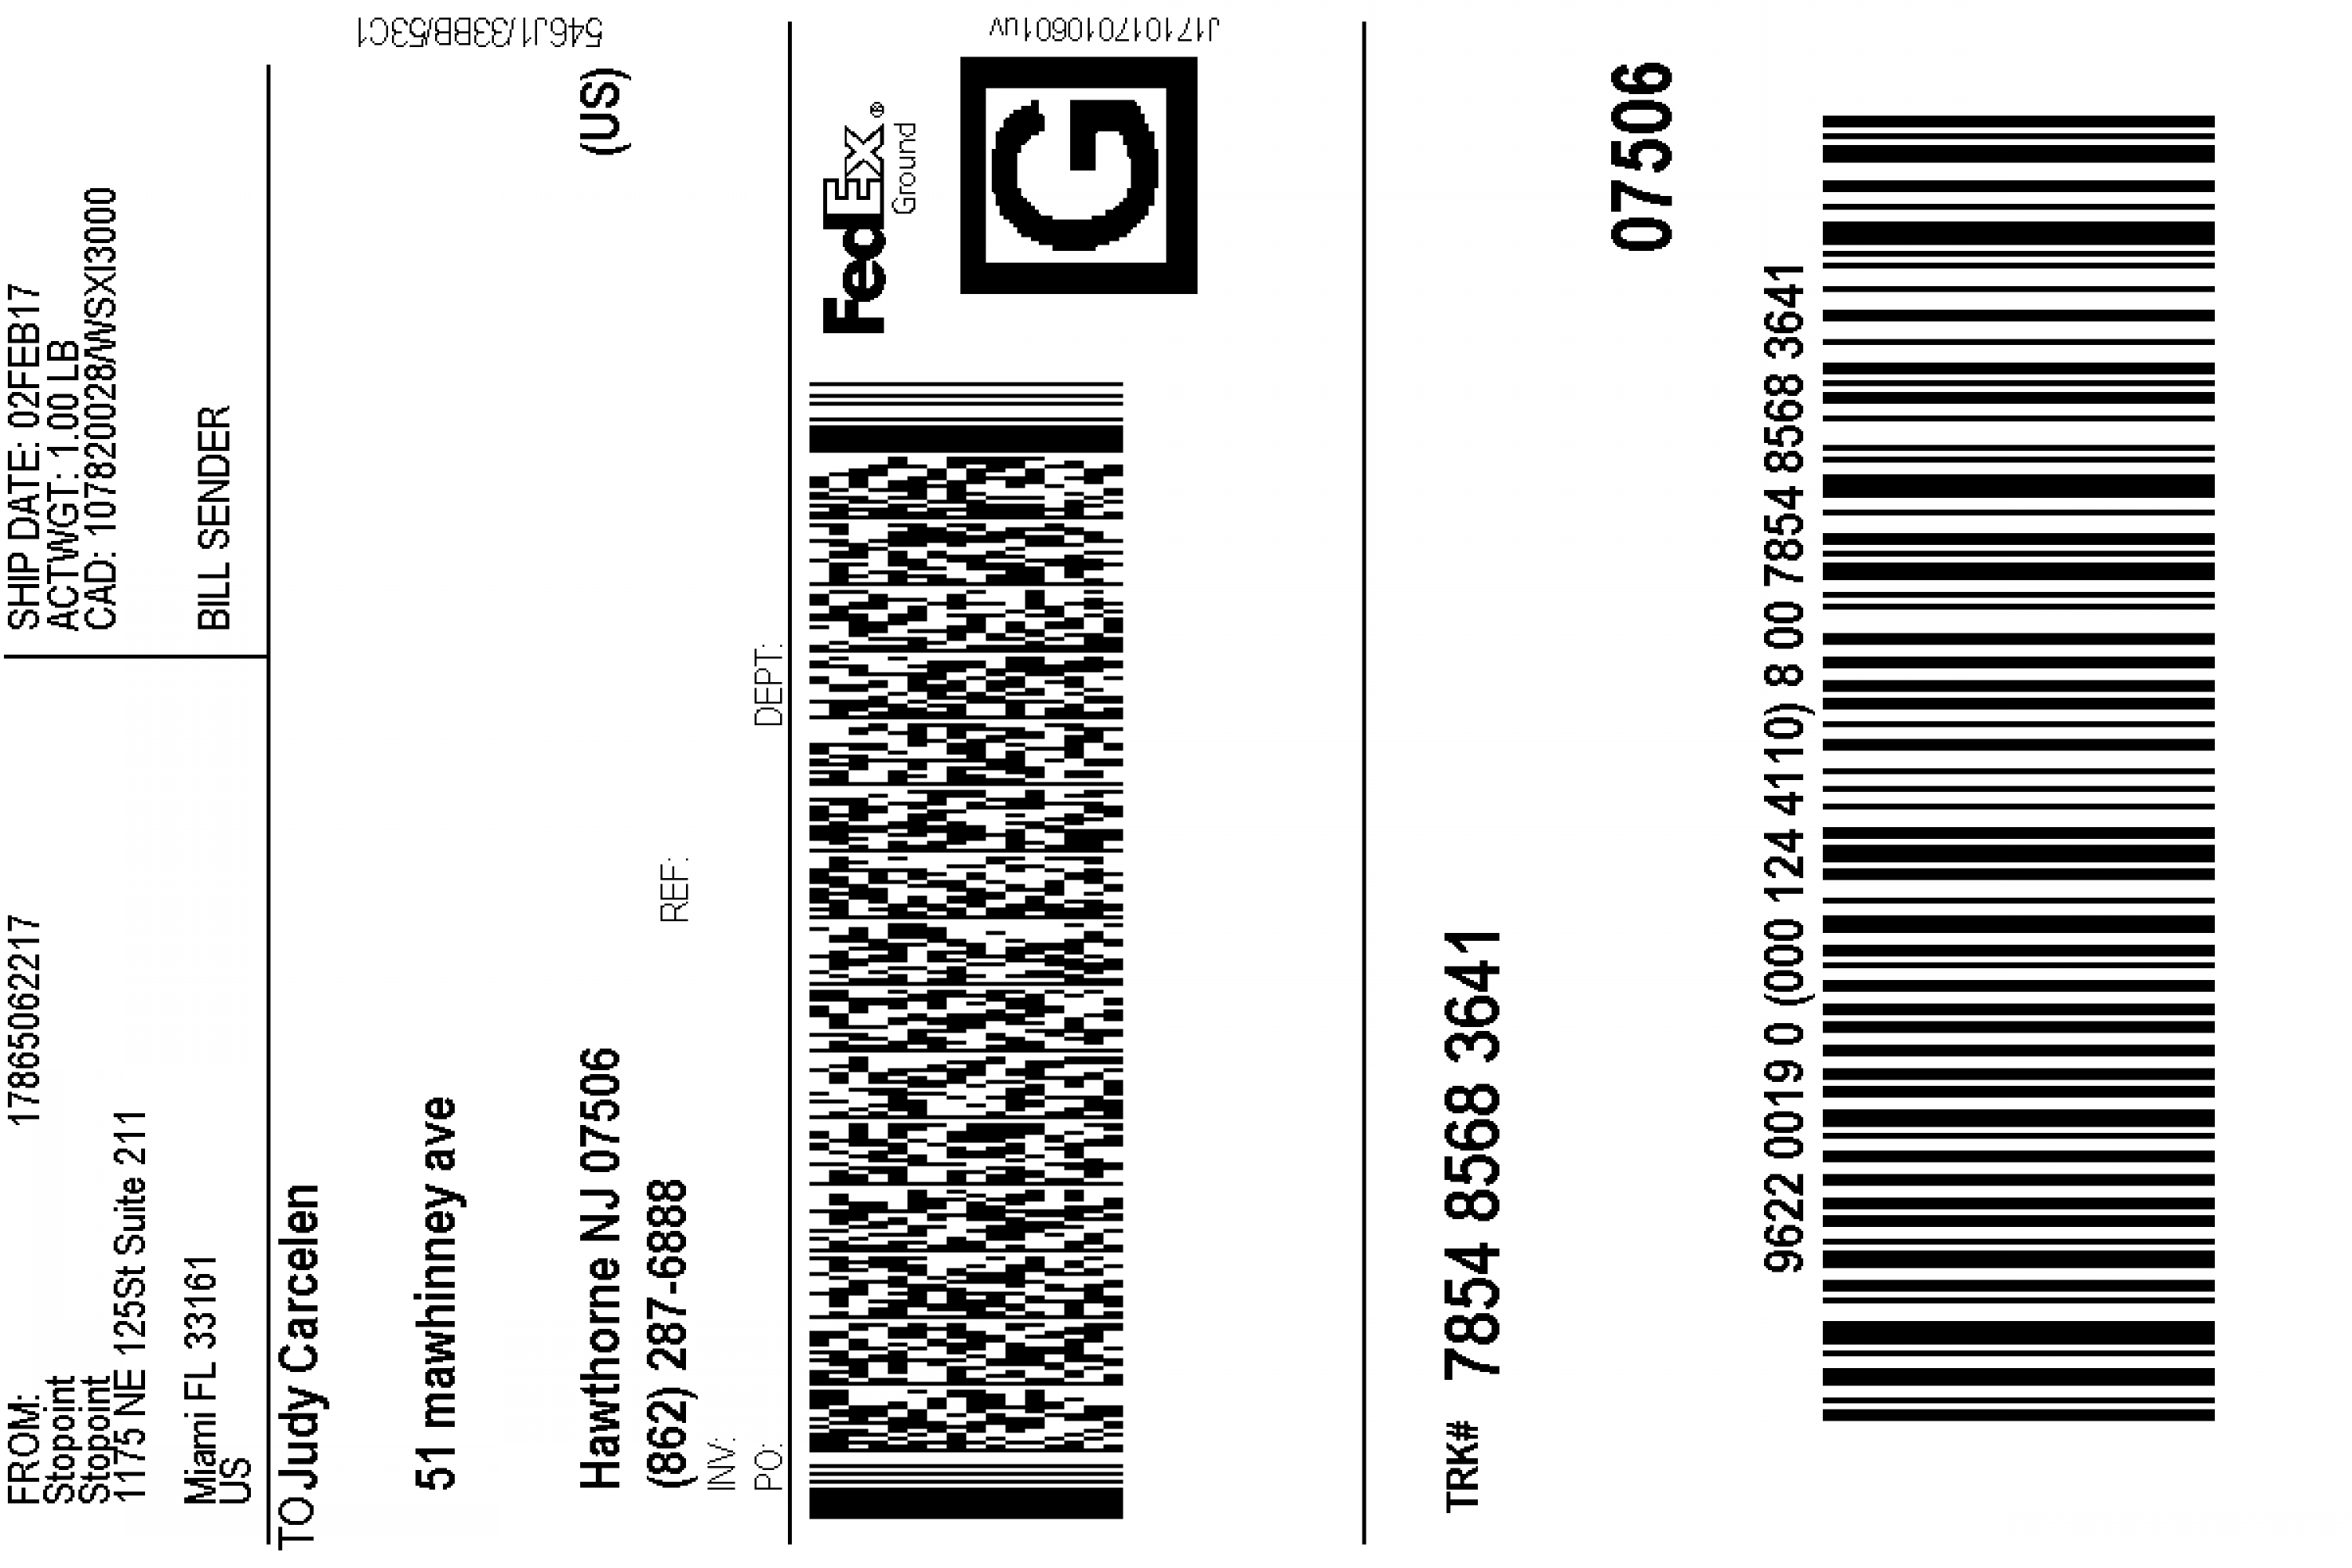 FROM: 17865062217
Stopoint
Stopoint
1175 NE 125St Suite 211
Miami FL 33161
US
SHIP DATE: 02FEB17
ACTWGT: 1.00 LB
CAD: 107820028/WSXI3000
BILL SENDER
TO Judy Carcelen
51 mawhinney ave
Hawthorne NJ 07506 (US)
(862) 287-6888 REF:
INV:
PO: DEPT:
546J1/33BB/53C1
FedEx®
Ground
G
J171017010601uv
TRK# 7854 8568 3641
07506
9622 0019 0 (000 124 4110) 8 00 7854 8568 3641